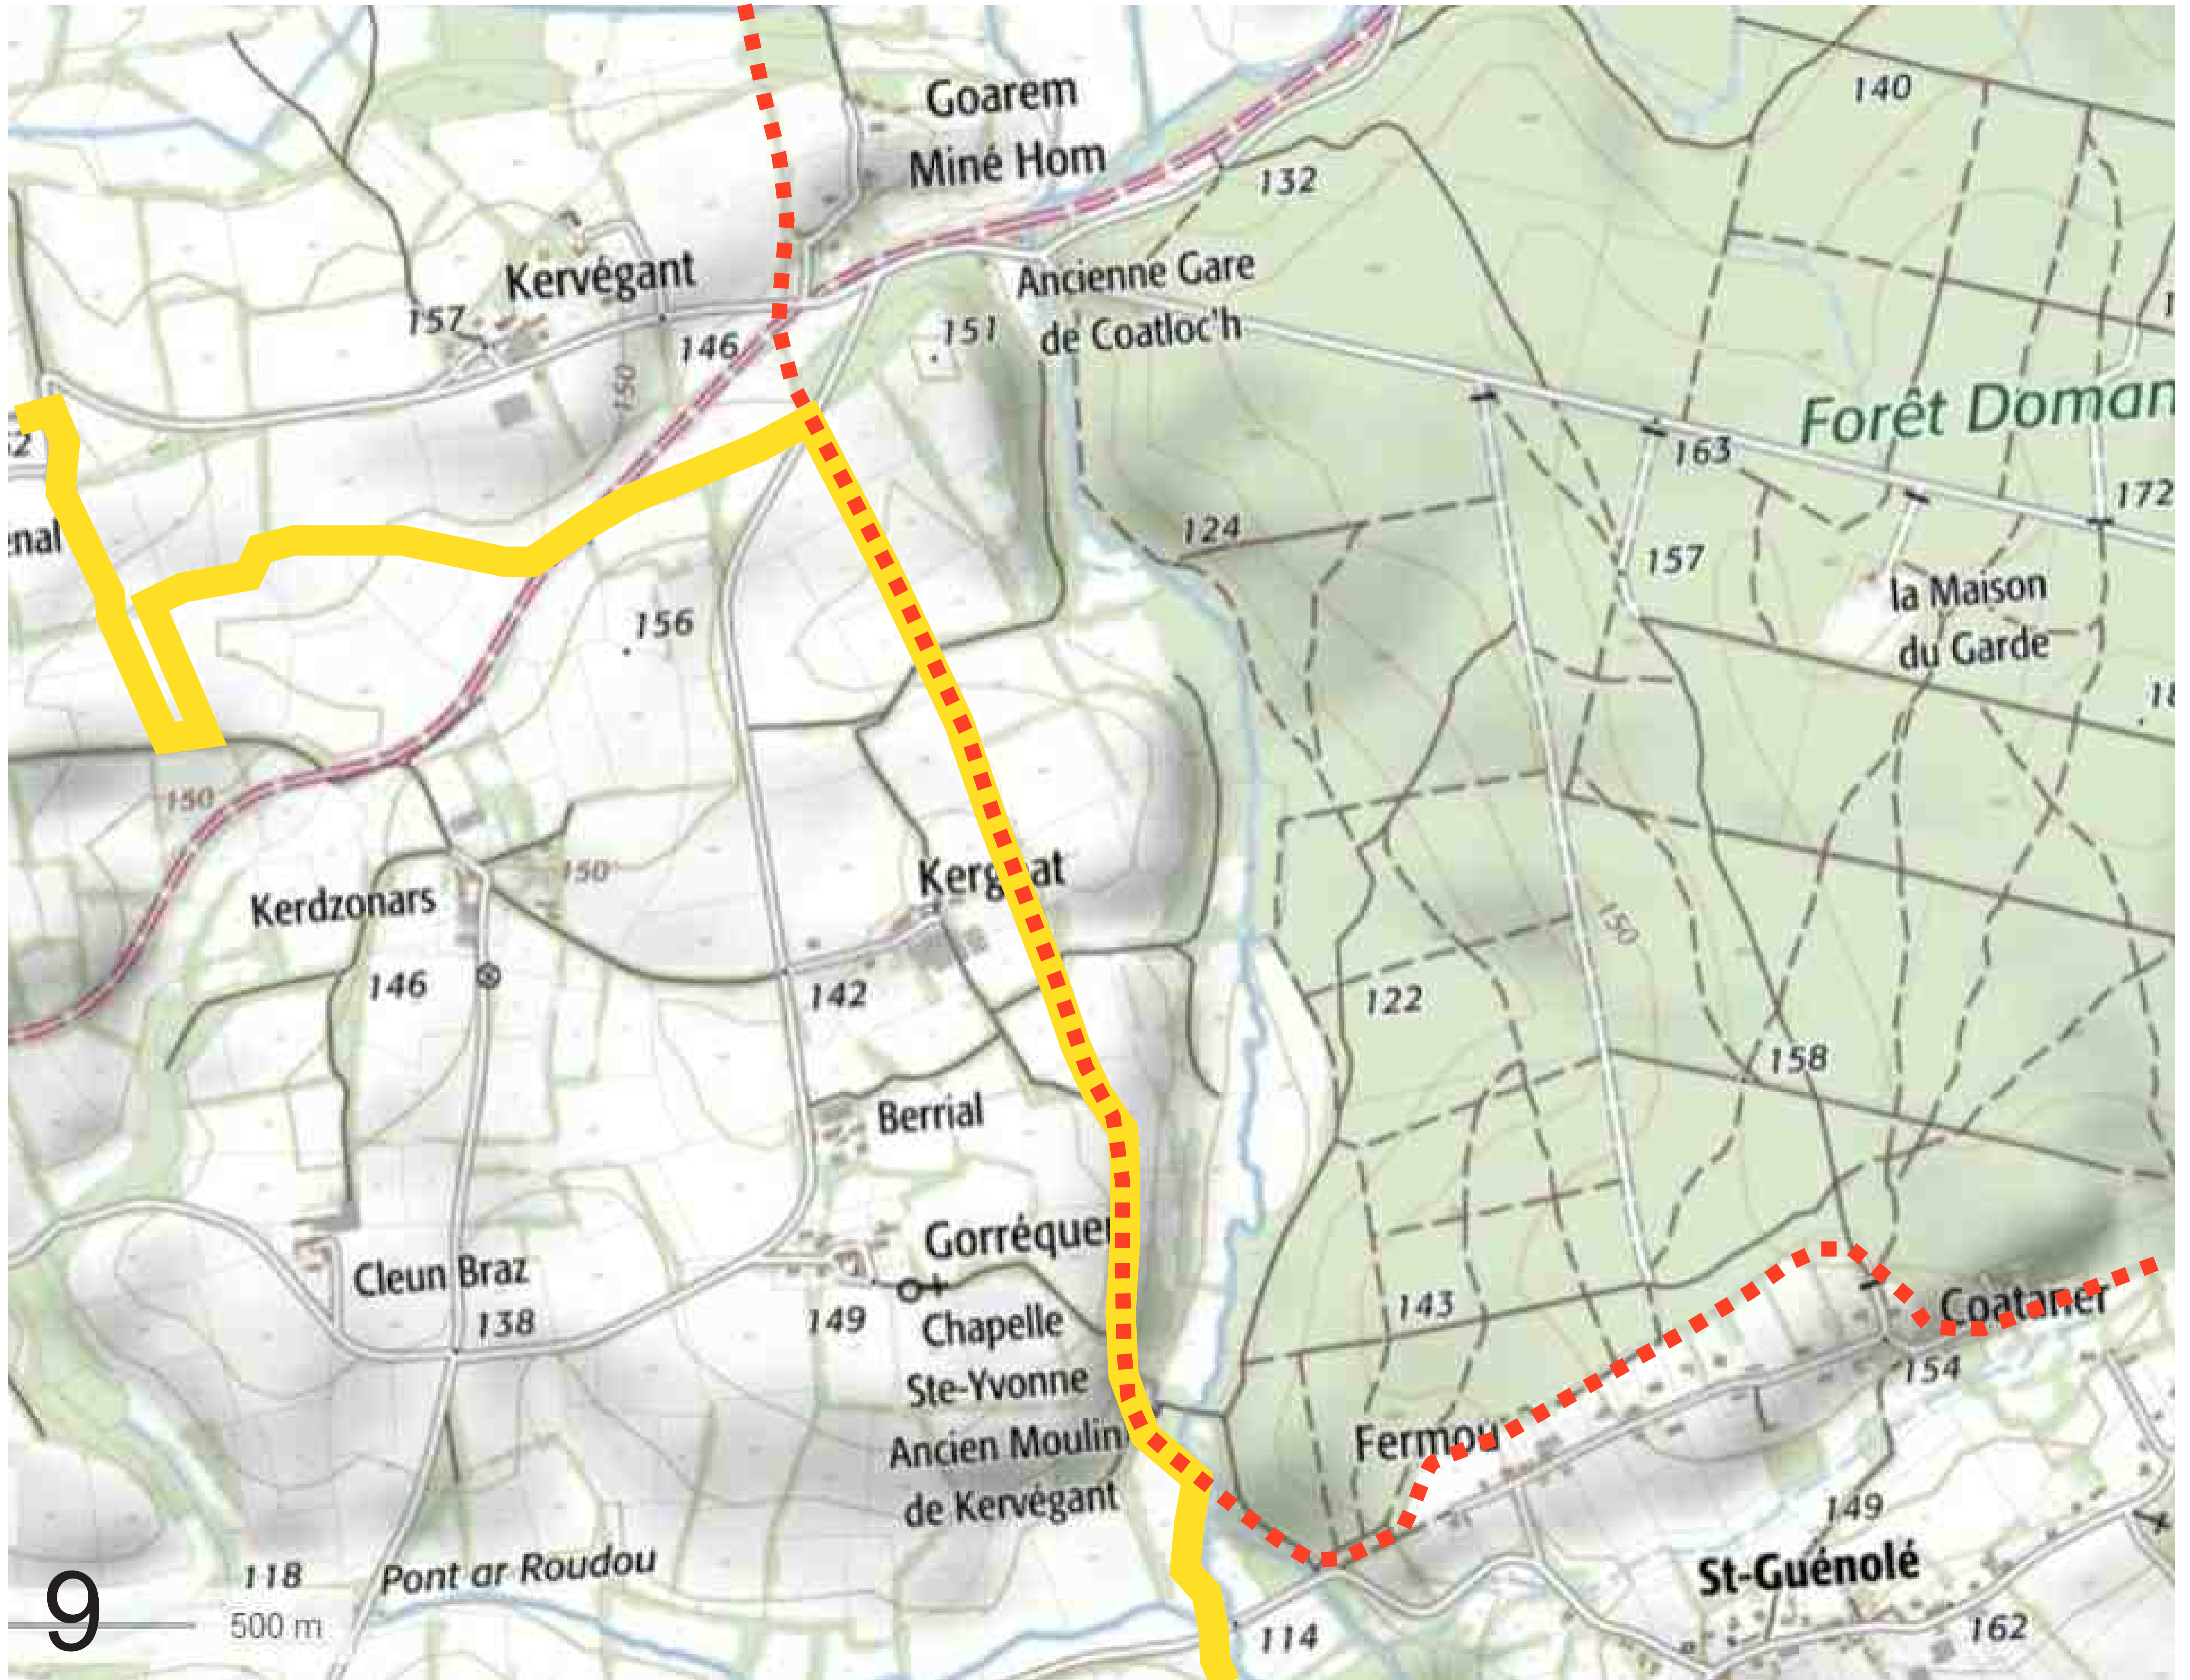 140
Goarem
Miné Hom
132
Kervégant
Ancienne Gare
de Coatloc'h
157
146
151
150
Forêt Doman
163
172
124
157
la Maison
du Garde
156
150
150
Kerdzonars
146
142
150
122
158
Berrial
Gorréquer
Cleun Braz
138
149
Chapelle
Ste-Yvonne
Ancien Moulin
de Kervégant
143
Coataner
154
149
St-Guénolé
162
118
Pont ar Roudou
114
9
500 m